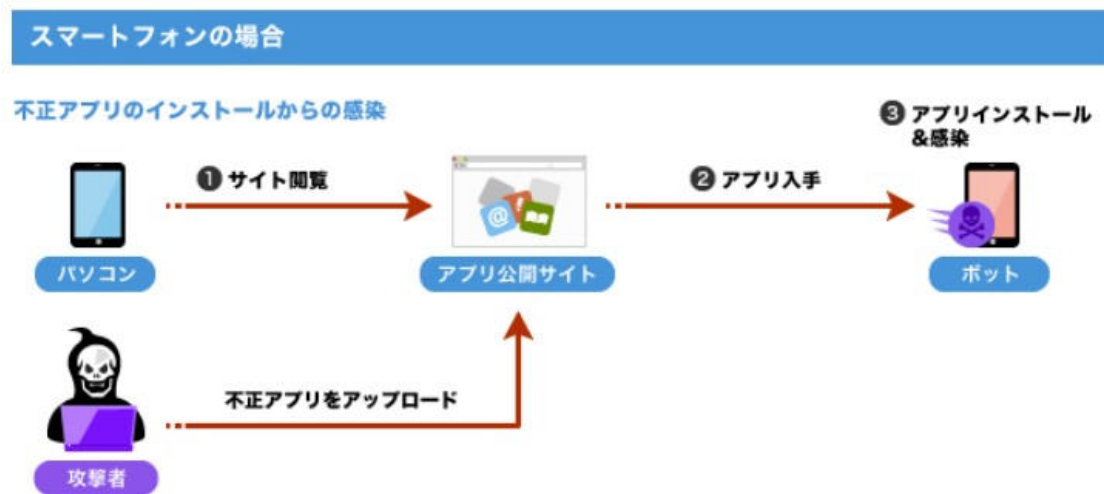 スマートフォンの場合
不正アプリのインストールからの感染
❸ アプリインストール
&感染
❶ サイト閲覧
❷ アプリ入手
パソコン
アプリ公開サイト
ボット
不正アプリをアップロード
攻撃者